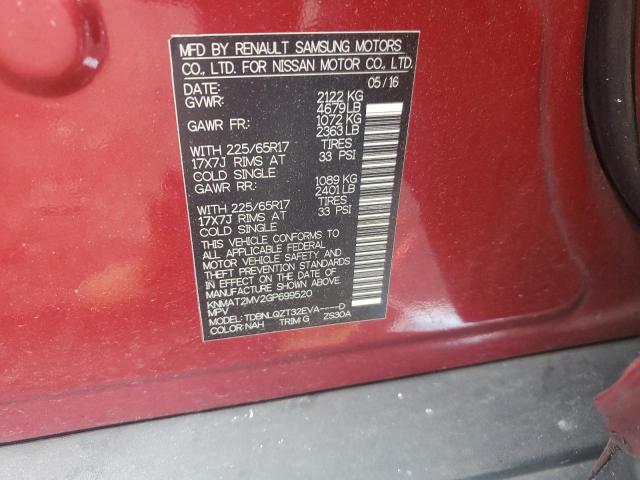 MFD BY RENAULT SAMSUNG MOTORS
CO., LTD. FOR NISSAN MOTOR CO., LTD.
DATE: 05/16
GVWR: 2122 KG
4679 LB
GAWR FR: 1072 KG
2363 LB
WITH 225/65R17 TIRES
17X7J RIMS AT 33 PSI
COLD SINGLE
GAWR RR: 1089 KG
2401 LB
WITH 225/65R17 TIRES
17X7J RIMS AT 33 PSI
COLD SINGLE
THIS VEHICLE CONFORMS TO
ALL APPLICABLE FEDERAL
MOTOR VEHICLE SAFETY AND
THEFT PREVENTION STANDARDS
IN EFFECT ON THE DATE OF
MANUFACTURE SHOWN ABOVE
KNMAT2MV2GP699520
MPV
MODEL: TDBNLQZT32EVA----D
COLOR: NAH TRIM G ZS30A